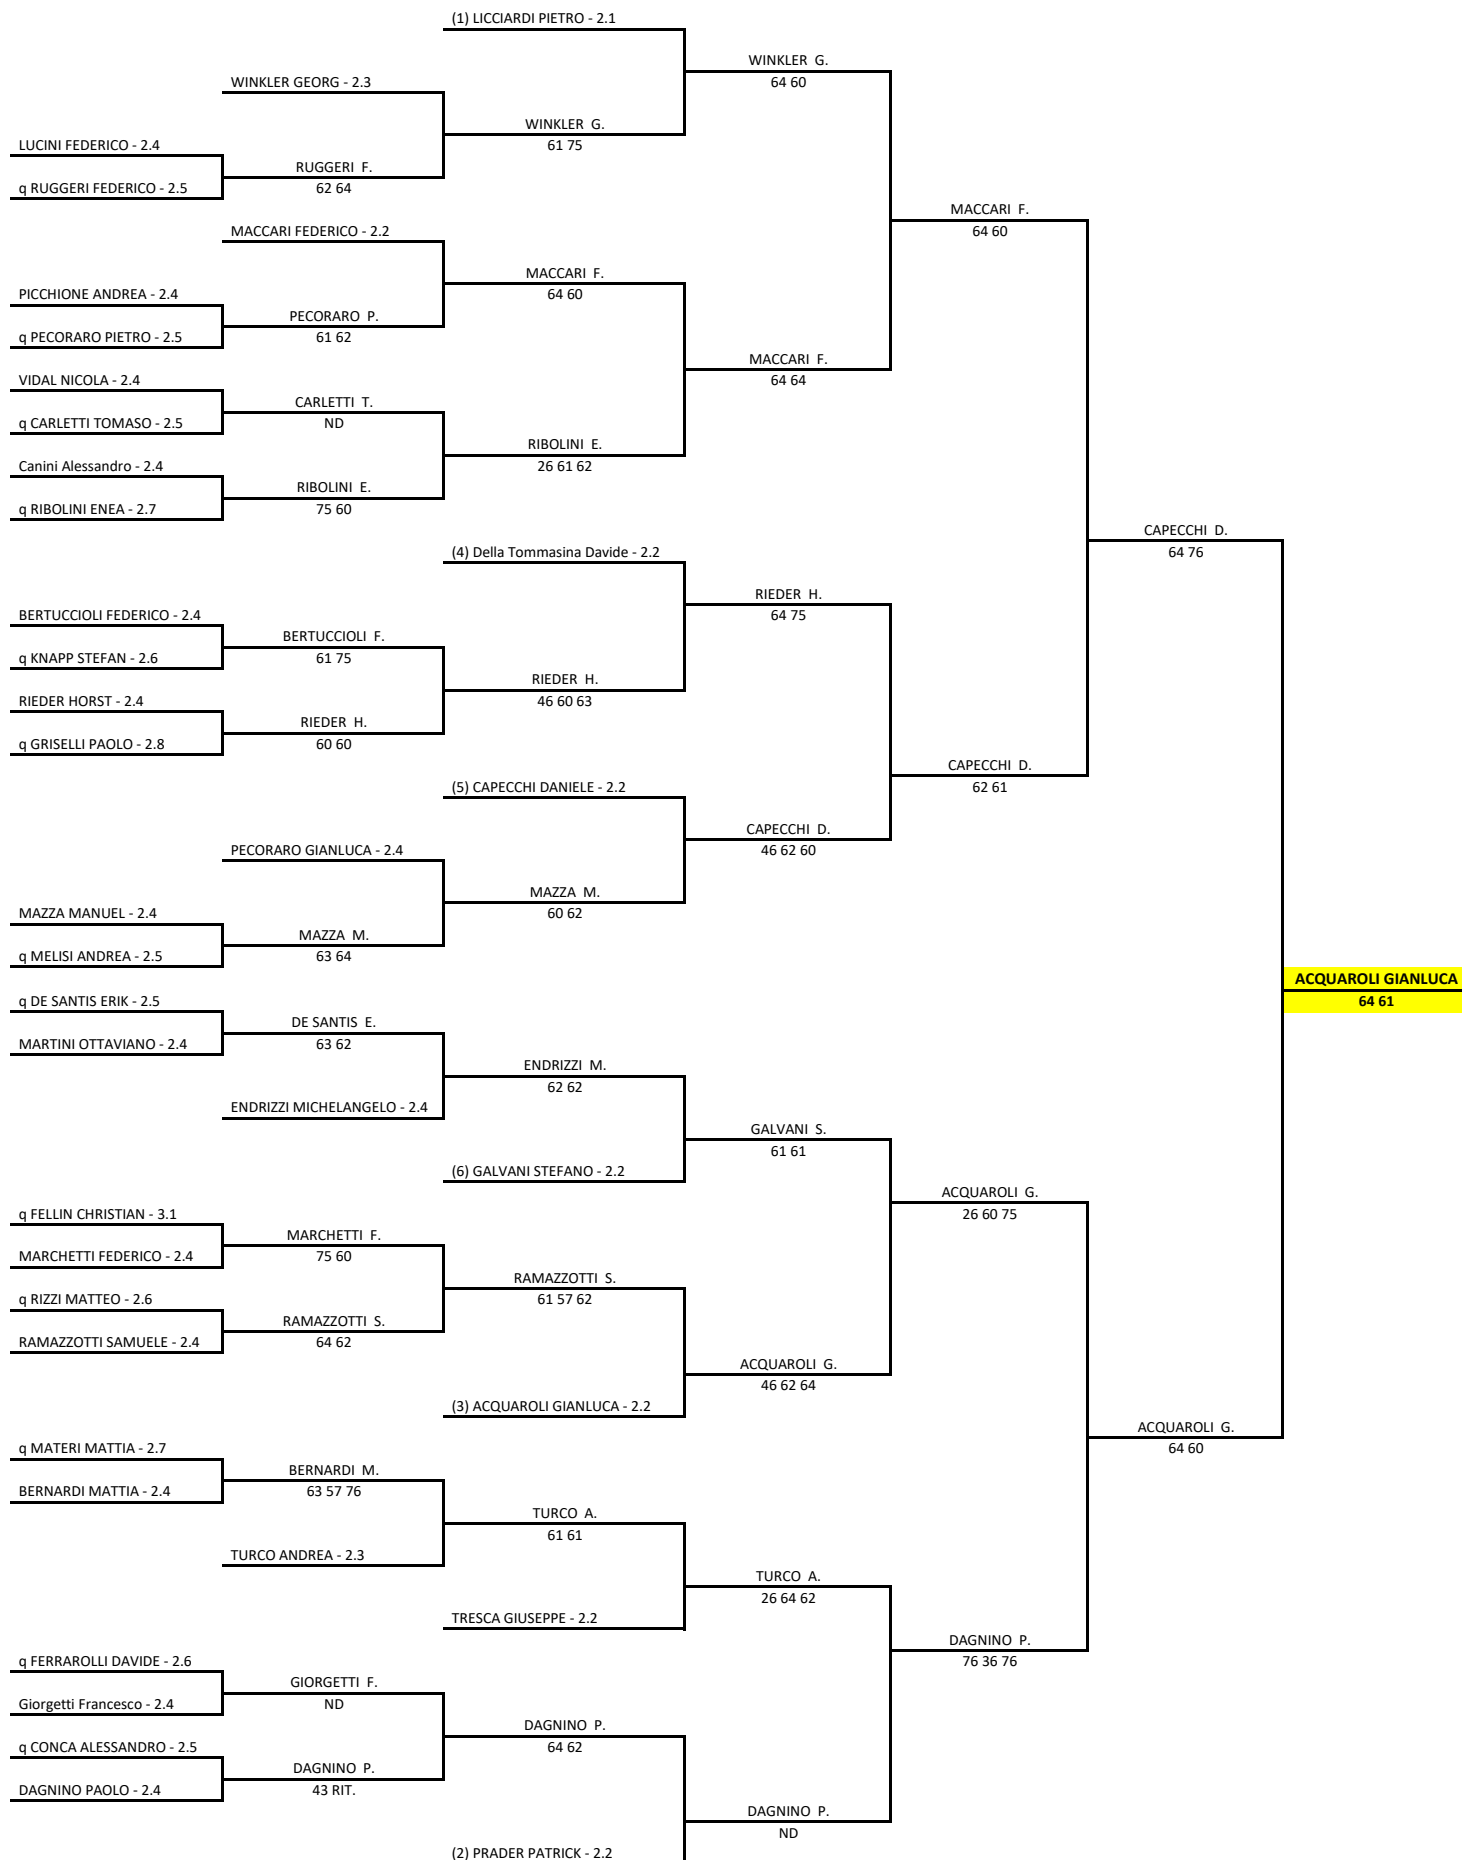 (1) LICCIARDI PIETRO - 2.1
WINKLER G.
64 60
WINKLER GEORG - 2.3
WINKLER G.
61 75
LUCINI FEDERICO - 2.4
RUGGERI F.
62 64
q RUGGERI FEDERICO - 2.5
MACCARI F.
64 60
MACCARI FEDERICO - 2.2
MACCARI F.
64 60
PICCHIONE ANDREA - 2.4
PECORARO P.
61 62
q PECORARO PIETRO - 2.5
MACCARI F.
64 64
VIDAL NICOLA - 2.4
CARLETTI T.
ND
q CARLETTI TOMASO - 2.5
RIBOLINI E.
26 61 62
Canini Alessandro - 2.4
RIBOLINI E.
75 60
q RIBOLINI ENEA - 2.7
CAPECCHI D.
64 76
(4) Della Tommasina Davide - 2.2
RIEDER H.
64 75
BERTUCCIOLI FEDERICO - 2.4
BERTUCCIOLI F.
61 75
q KNAPP STEFAN - 2.6
RIEDER H.
46 60 63
RIEDER HORST - 2.4
RIEDER H.
60 60
q GRISELLI PAOLO - 2.8
CAPECCHI D.
62 61
(5) CAPECCHI DANIELE - 2.2
CAPECCHI D.
46 62 60
PECORARO GIANLUCA - 2.4
MAZZA M.
60 62
MAZZA MANUEL - 2.4
MAZZA M.
63 64
q MELISI ANDREA - 2.5
ACQUAROLI GIANLUCA
64 61
q DE SANTIS ERIK - 2.5
DE SANTIS E.
63 62
MARTINI OTTAVIANO - 2.4
ENDRIZZI M.
62 62
ENDRIZZI MICHELANGELO - 2.4
GALVANI S.
61 61
(6) GALVANI STEFANO - 2.2
ACQUAROLI G.
26 60 75
q FELLIN CHRISTIAN - 3.1
MARCHETTI F.
75 60
MARCHETTI FEDERICO - 2.4
RAMAZZOTTI S.
61 57 62
q RIZZI MATTEO - 2.6
RAMAZZOTTI S.
64 62
RAMAZZOTTI SAMUELE - 2.4
ACQUAROLI G.
46 62 64
(3) ACQUAROLI GIANLUCA - 2.2
ACQUAROLI G.
64 60
q MATERI MATTIA - 2.7
BERNARDI M.
63 57 76
BERNARDI MATTIA - 2.4
TURCO A.
61 61
TURCO ANDREA - 2.3
TURCO A.
26 64 62
TRESCA GIUSEPPE - 2.2
DAGNINO P.
76 36 76
q FERRAROLLI DAVIDE - 2.6
GIORGETTI F.
ND
Giorgetti Francesco - 2.4
DAGNINO P.
64 62
q CONCA ALESSANDRO - 2.5
DAGNINO P.
43 RIT.
DAGNINO PAOLO - 2.4
DAGNINO P.
ND
(2) PRADER PATRICK - 2.2